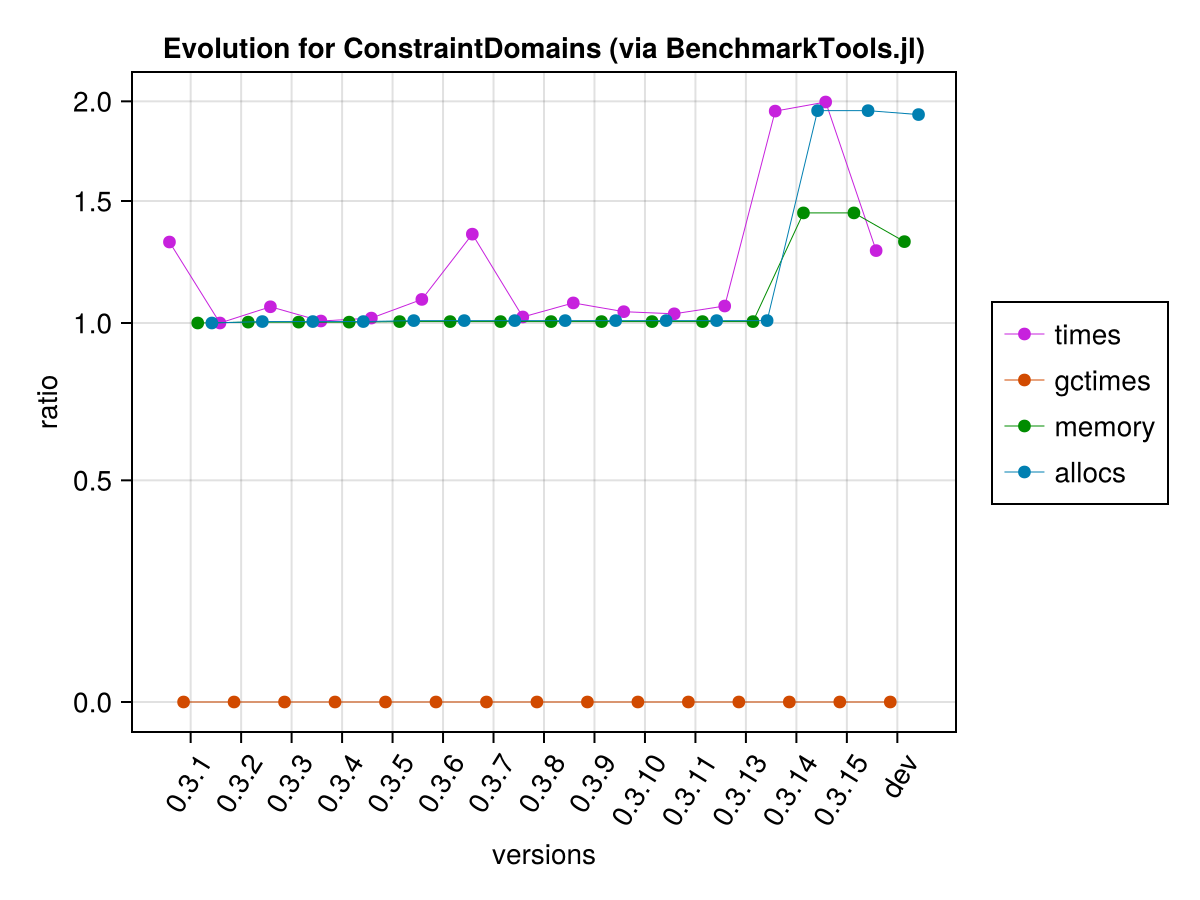 Evolution for ConstraintDomains (via BenchmarkTools.jl)
2.0
1.5
1.0
0.5
0.0
ratio
0.3.1
0.3.2
0.3.3
0.3.4
0.3.5
0.3.6
0.3.7
0.3.8
0.3.9
0.3.10
0.3.11
0.3.13
0.3.14
0.3.15
dev
versions
times
gctimes
memory
allocs